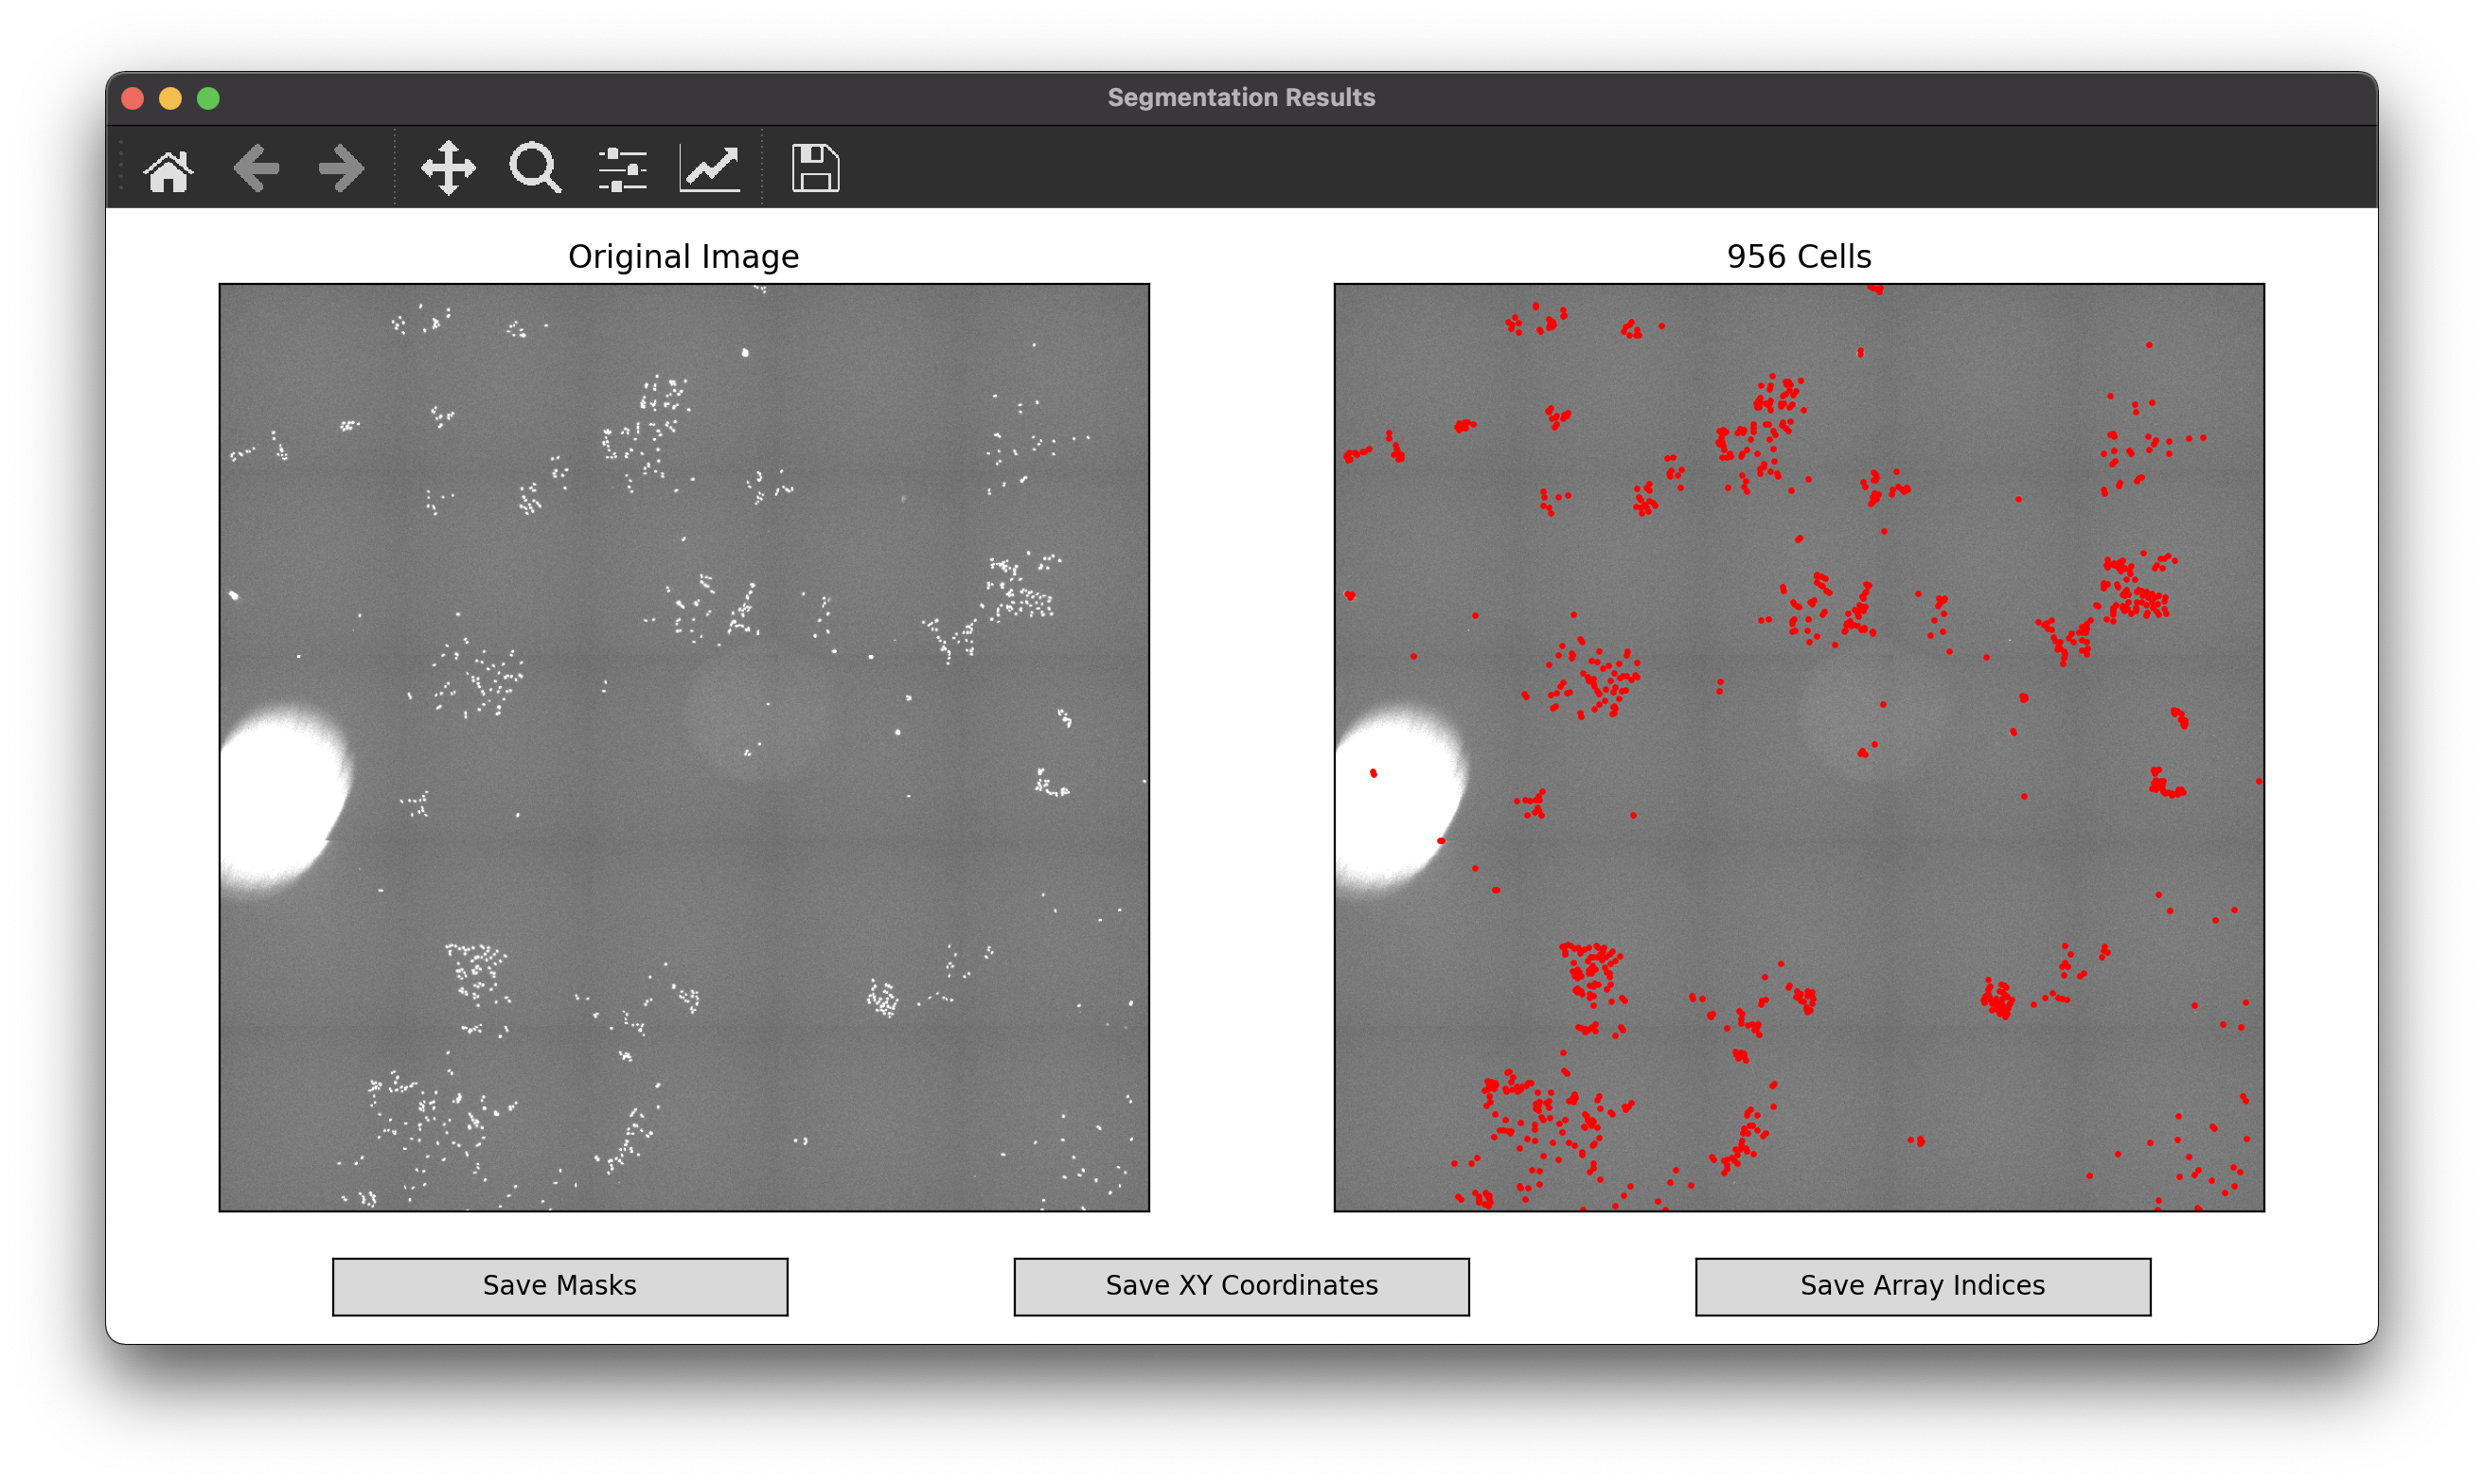 Segmentation Results
Original Image
956 Cells
Save Masks
Save XY Coordinates
Save Array Indices